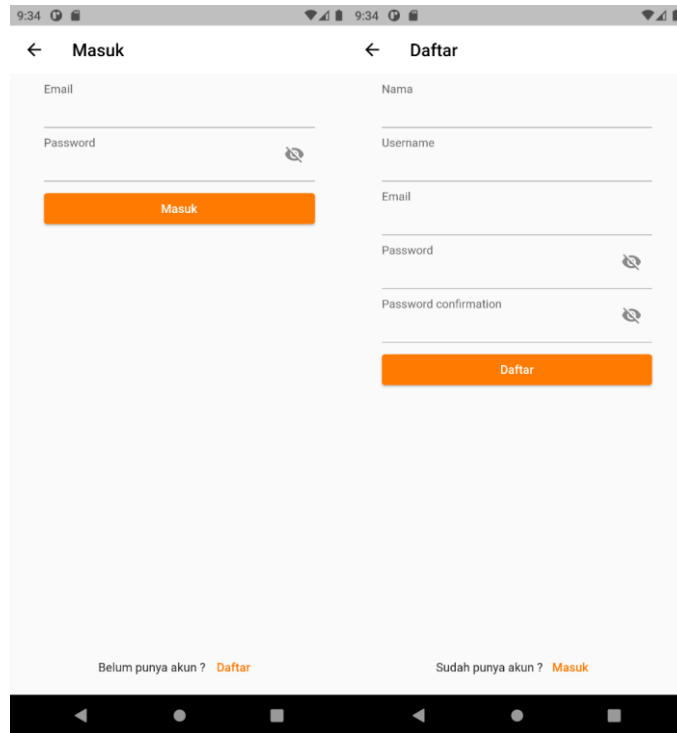 9:34
Masuk
Email
Password
Masuk
Belum punya akun ? Daftar
9:34
Daftar
Nama
Username
Email
Password
Password confirmation
Daftar
Sudah punya akun ? Masuk